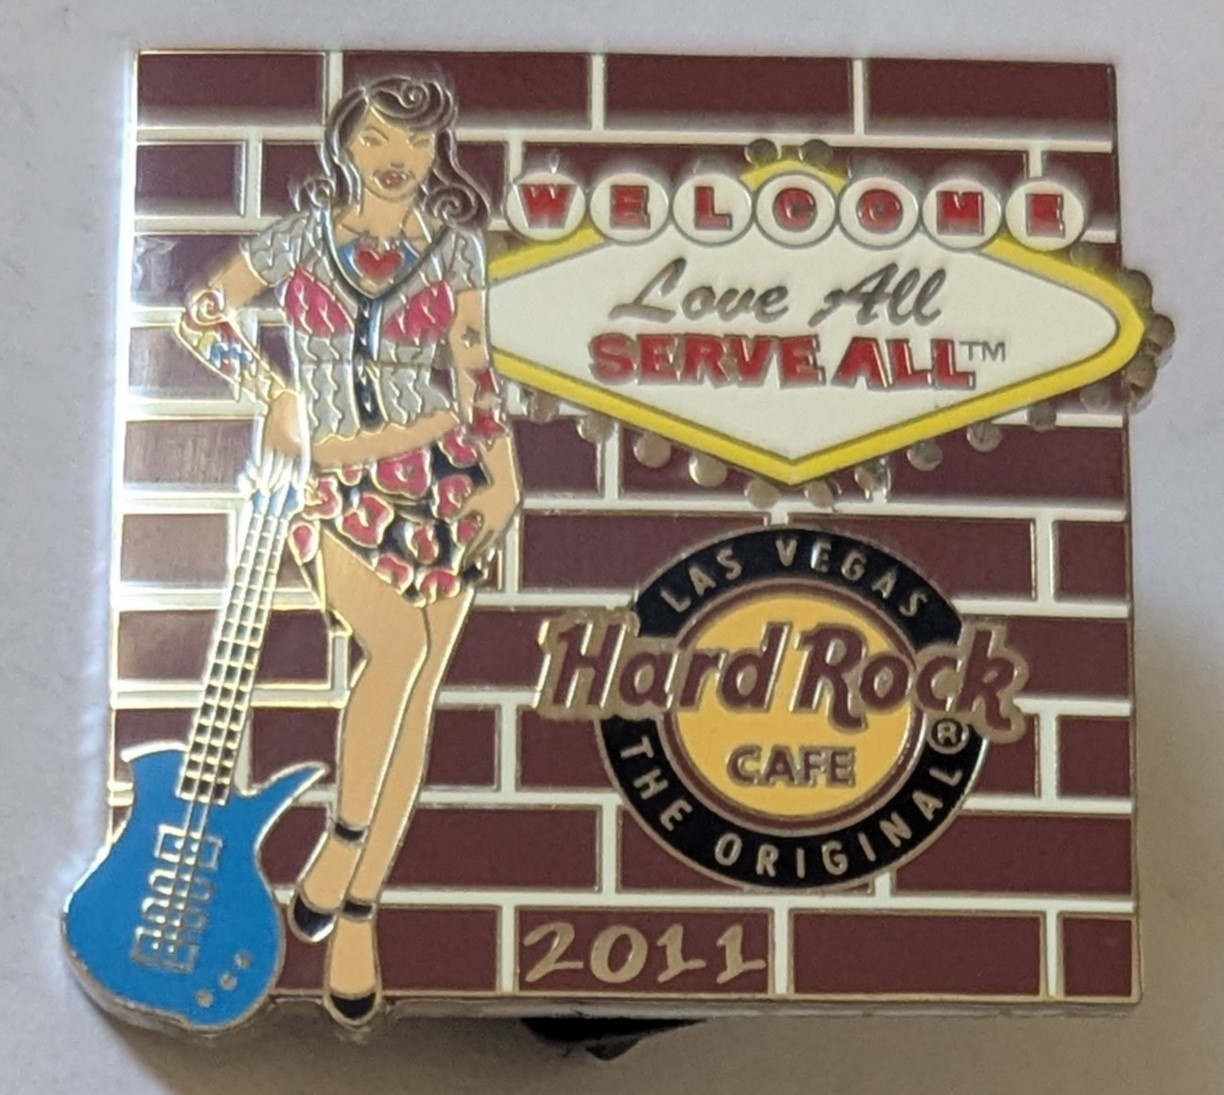 WELCOME
Love All
SERVE ALL™
LAS VEGAS
Hard Rock
CAFE
®
THE ORIGINAL
2011